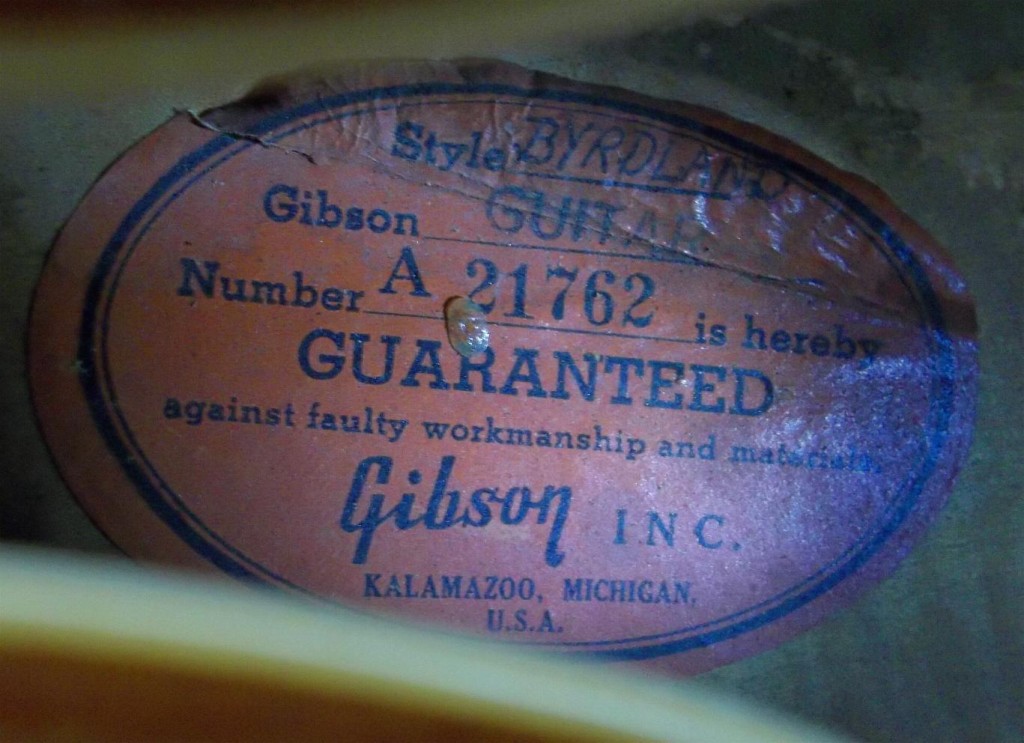 Style BYRDLAND
Gibson GUITAR
Number A 21762 is hereby
GUARANTEED
against faulty workmanship and materials.
Gibson INC.
KALAMAZOO, MICHIGAN,
U.S.A.